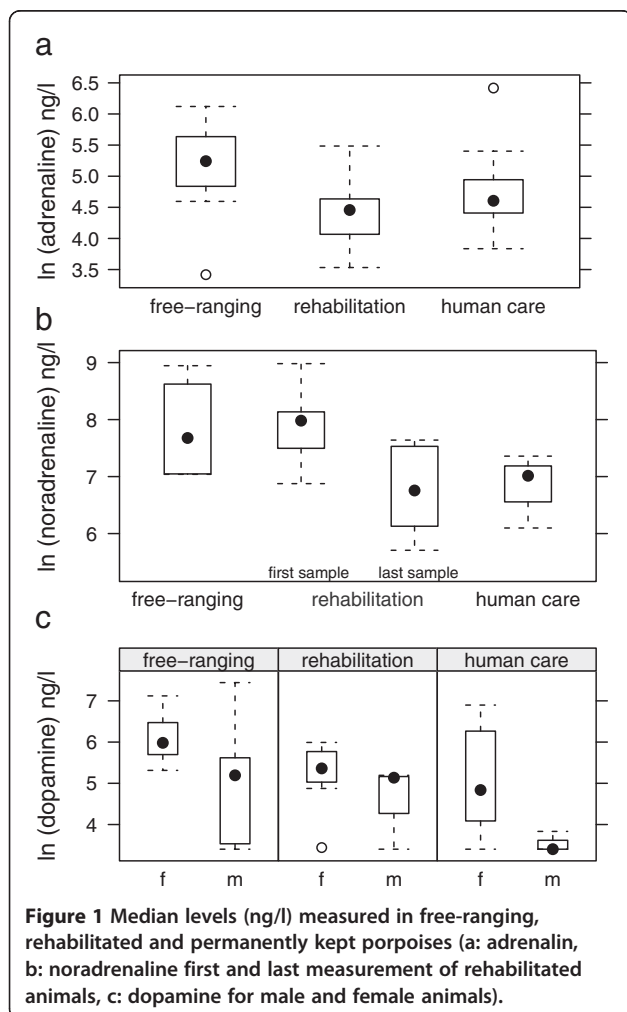 a
ln (adrenaline) ng/l
6.5
6.0
5.5
5.0
4.5
4.0
3.5
free−ranging rehabilitation human care
b
ln (noradrenaline) ng/l
9
8
7
6
first sample last sample
free−ranging rehabilitation human care
c
ln (dopamine) ng/l
free−ranging rehabilitation human care
7
6
5
4
f m f m f m
Figure 1 Median levels (ng/l) measured in free-ranging,
rehabilitated and permanently kept porpoises (a: adrenalin,
b: noradrenaline first and last measurement of rehabilitated
animals, c: dopamine for male and female animals).